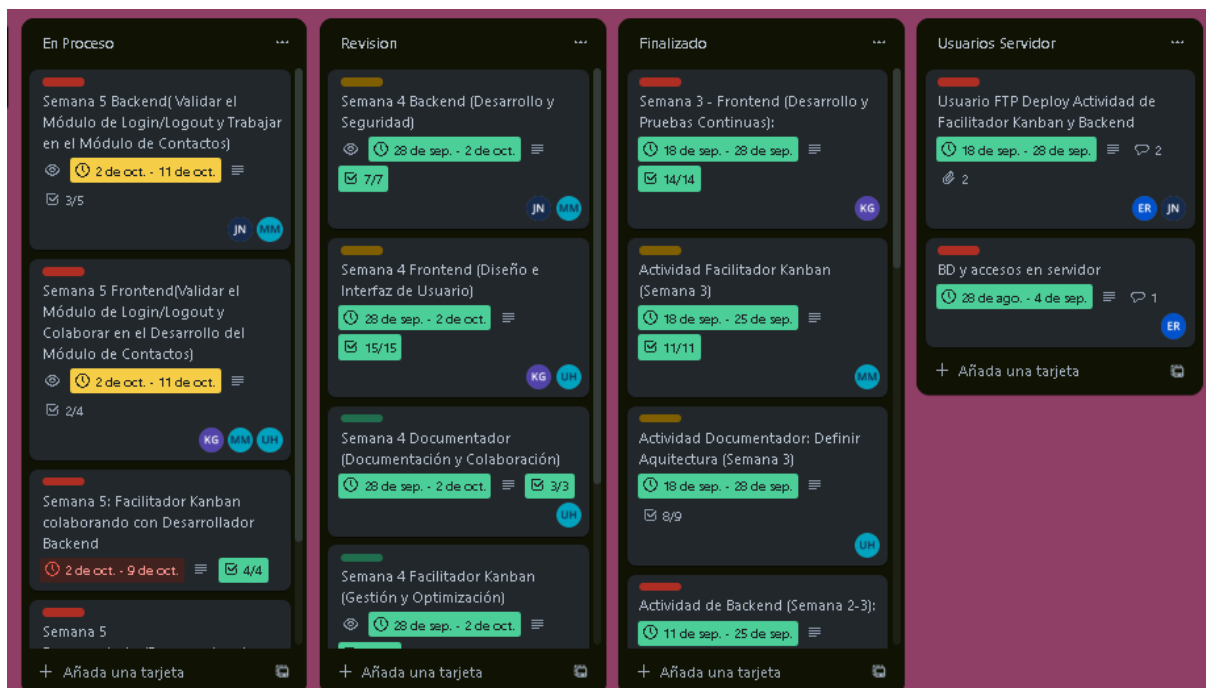 En Proceso
Semana 5 Backend( Validar el
Módulo de Login/Logout y Trabajar
en el Módulo de Contactos)
2 de oct. - 11 de oct.
3/5
JN MM
Semana 5 Frontend(Validar el
Módulo de Login/Logout y
Colaborar en el Desarrollo del
Módulo de Contactos)
2 de oct. - 11 de oct.
2/4
KG MM UH
Semana 5: Facilitador Kanban
colaborando con Desarrollador
Backend
2 de oct. - 9 de oct. 4/4
Semana 5
+ Añada una tarjeta
Revision
Semana 4 Backend (Desarrollo y
Seguridad)
28 de sep. - 2 de oct.
7/7
JN MM
Semana 4 Frontend (Diseño e
Interfaz de Usuario)
28 de sep. - 2 de oct.
15/15
KG UH
Semana 4 Documentador
(Documentación y Colaboración)
28 de sep. - 2 de oct. 3/3
UH
Semana 4 Facilitador Kanban
(Gestión y Optimización)
28 de sep. - 2 de oct.
+ Añada una tarjeta
Finalizado
Semana 3 - Frontend (Desarrollo y
Pruebas Continuas):
18 de sep. - 28 de sep.
14/14
KG
Actividad Facilitador Kanban
(Semana 3)
18 de sep. - 25 de sep.
11/11
MM
Actividad Documentador: Definir
Aquitectura (Semana 3)
18 de sep. - 28 de sep.
8/9
UH
Actividad de Backend (Semana 2-3):
11 de sep. - 25 de sep.
+ Añada una tarjeta
Usuarios Servidor
Usuario FTP Deploy Actividad de
Facilitador Kanban y Backend
18 de sep. - 28 de sep. 2
2
ER JN
BD y accesos en servidor
28 de ago. - 4 de sep. 1
ER
+ Añada una tarjeta